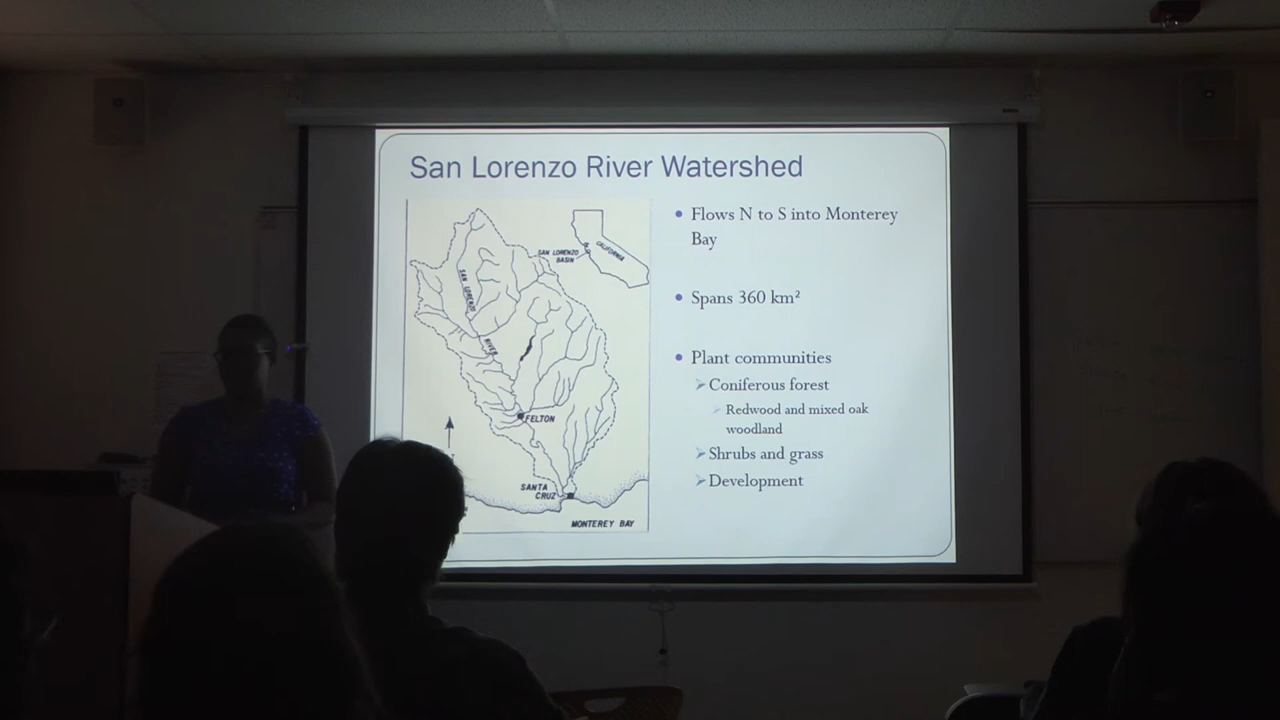 San Lorenzo River Watershed
SAN LORENZO
BASIN
CALIFORNIA
SAN LORENZO
RIVER
FELTON
SANTA
CRUZ
MONTEREY BAY
• Flows N to S into Monterey
Bay
• Spans 360 km²
• Plant communities
➢ Coniferous forest
➢ Redwood and mixed oak
woodland
➢ Shrubs and grass
➢ Development